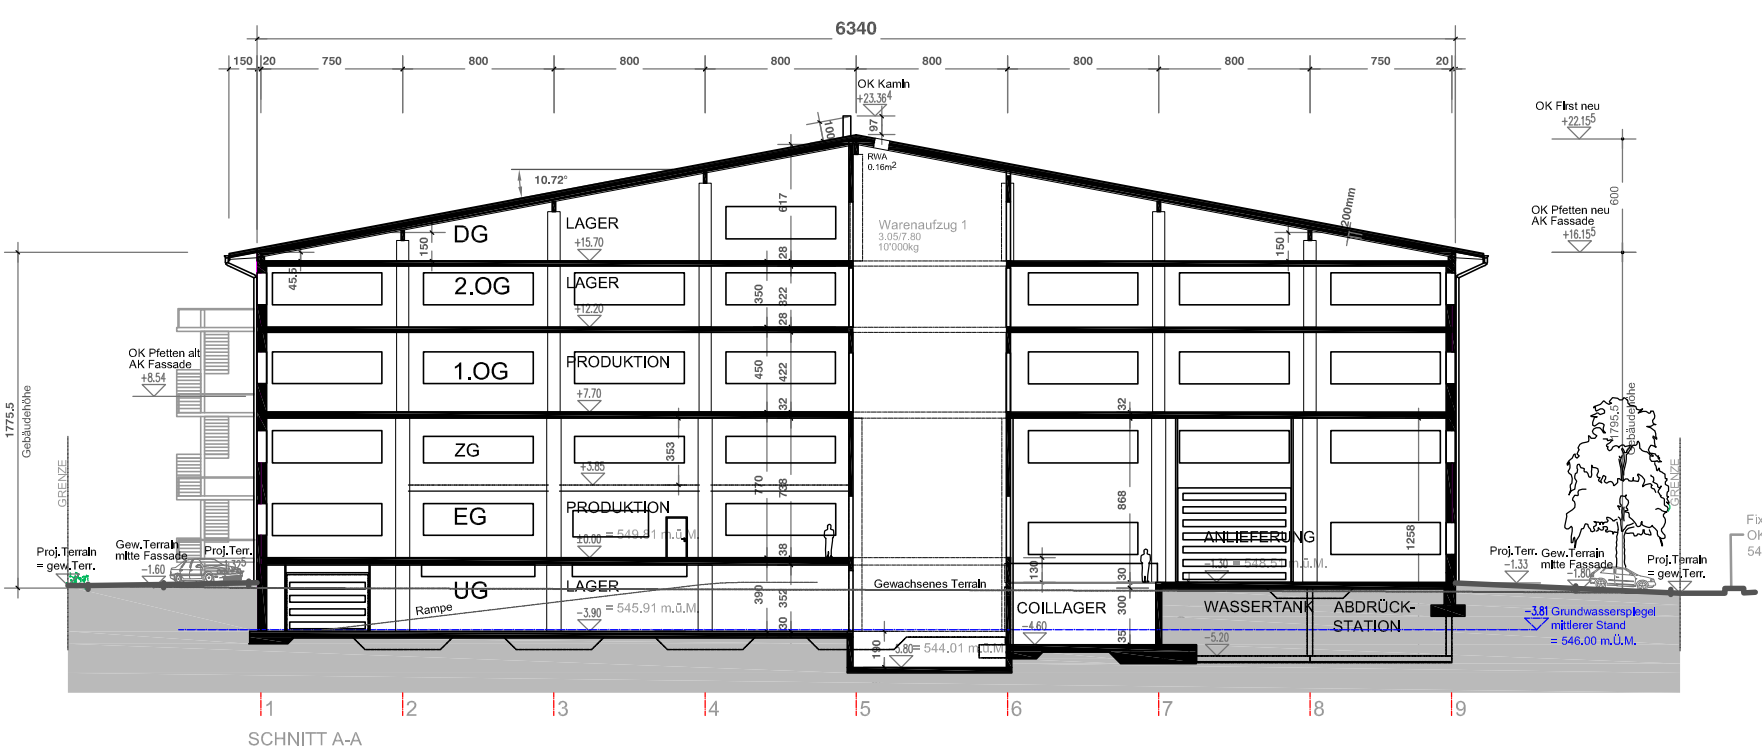 6340
150 20 750 800 800 800 800 800 800 750 20
OK Kamin
+23.36⁴
97
100
RWA
0.16m²
10.72°
OK First neu
+22.15⁵
600
200mm
OK Pfetten neu
AK Fassade
+16.15⁵
617
Warenaufzug 1
3.05/7.80
10'000kg
DG
LAGER
+15.70
150
150
28
45.5
2.OG
LAGER
+12.20
350
322
28
OK Pfetten alt
AK Fassade
+8.54
1.OG
PRODUKTION
+7.70
450
422
32
32
1775.5
Gebäudehöhe
1795.5
Gebäudehöhe
ZG
+3.85
353
770
738
868
1258
GRENZE
GRENZE
EG
PRODUKTION
= 549.81 m.ü.M.
±0.00
38
ANLIEFERUNG
-1.30 = 548.51 m.ü.M.
130
130
Proj.Terrain
= gew.Terr.
Gew.Terrain
mitte Fassade
-1.60
Proj.Terr.
Proj.Terr.
-1.33
Gew.Terrain
mitte Fassade
-1.80
Proj.Terrain
= gew.Terr.
Fix
OK
54
UG
LAGER
= 545.91 m.ü.M.
-3.90
Rampe
390
352
30
Gewachsenes Terrain
COILLAGER
-4.60
300
35
WASSERTANK
-5.20
ABDRÜCK-
STATION
-3.81 Grundwasserspiegel
mittlerer Stand
= 546.00 m.Ü.M.
190
5.80= 544.01 m.ü.M.
1 2 3 4 5 6 7 8 9
SCHNITT A-A